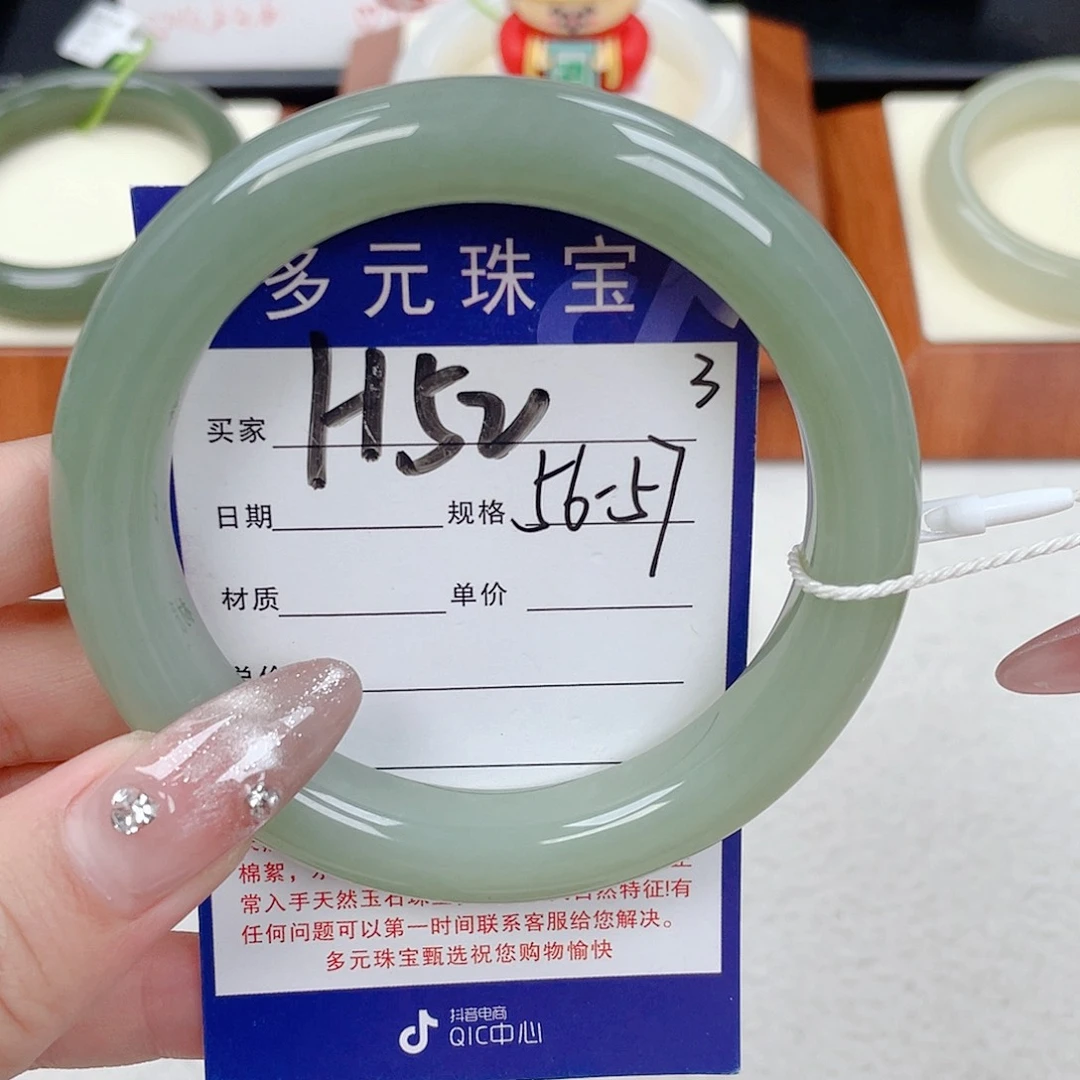 多元珠宝
H52
3
买家
日期
规格 56-57
材质
单价
棉絮，
常入手天然玉石珠 然特征!有
任何问题可以第一时间联系客服给您解决。
多元珠宝甄选祝您购物愉快
抖音电商
QIC中心